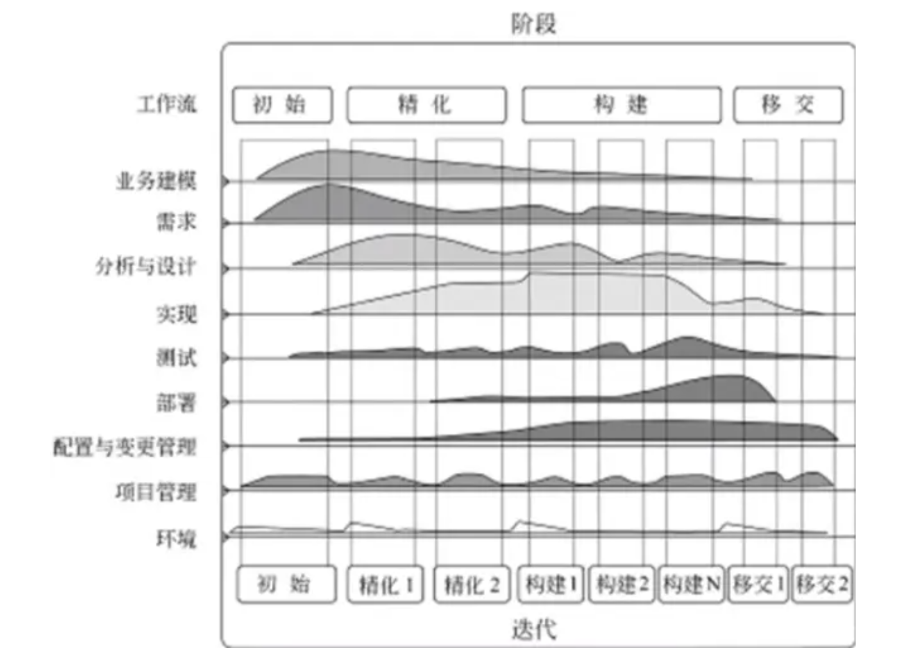 阶段
工作流
初 始
精 化
构 建
移 交
业务建模
需求
分析与设计
实现
测试
部署
配置与变更管理
项目管理
环境
初 始
精化 1
精化 2
构建1
构建2
构建N
移交1
移交2
迭代